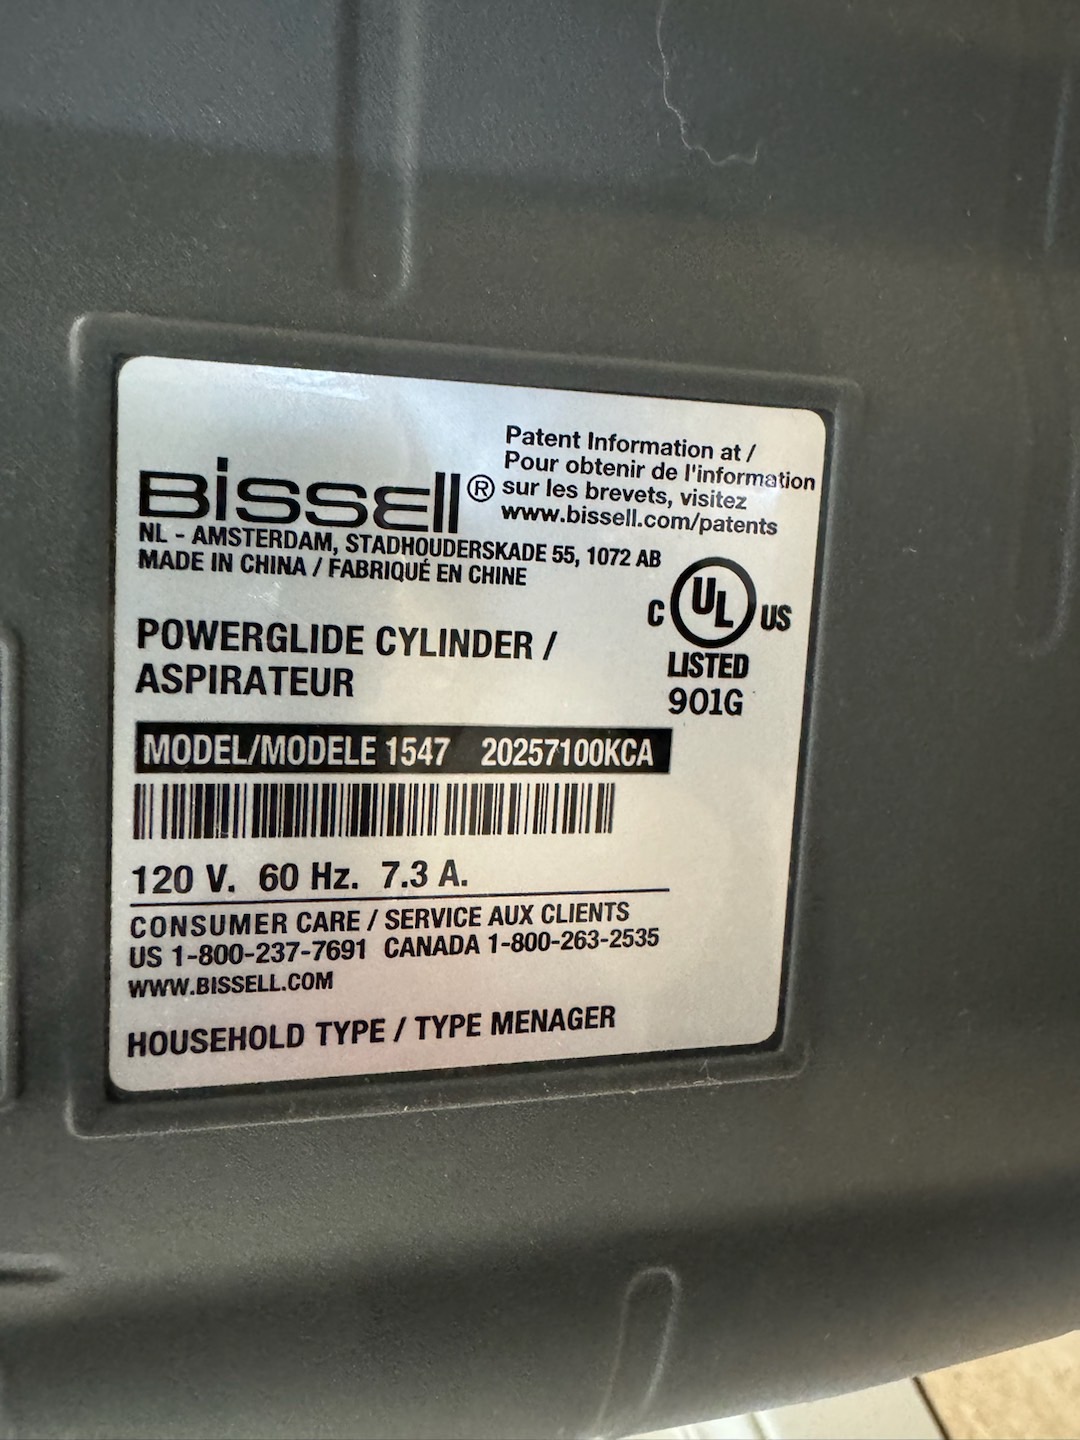 BISSELL®
Patent Information at /
Pour obtenir de l'information
sur les brevets, visitez
www.bissell.com/patents
NL - AMSTERDAM, STADHOUDERSKADE 55, 1072 AB
MADE IN CHINA / FABRIQUÉ EN CHINE
C UL US
LISTED
901G
POWERGLIDE CYLINDER /
ASPIRATEUR
MODEL/MODELE 1547 20257100KCA
120 V. 60 Hz. 7.3 A.
CONSUMER CARE / SERVICE AUX CLIENTS
US 1-800-237-7691 CANADA 1-800-263-2535
WWW.BISSELL.COM
HOUSEHOLD TYPE / TYPE MENAGER